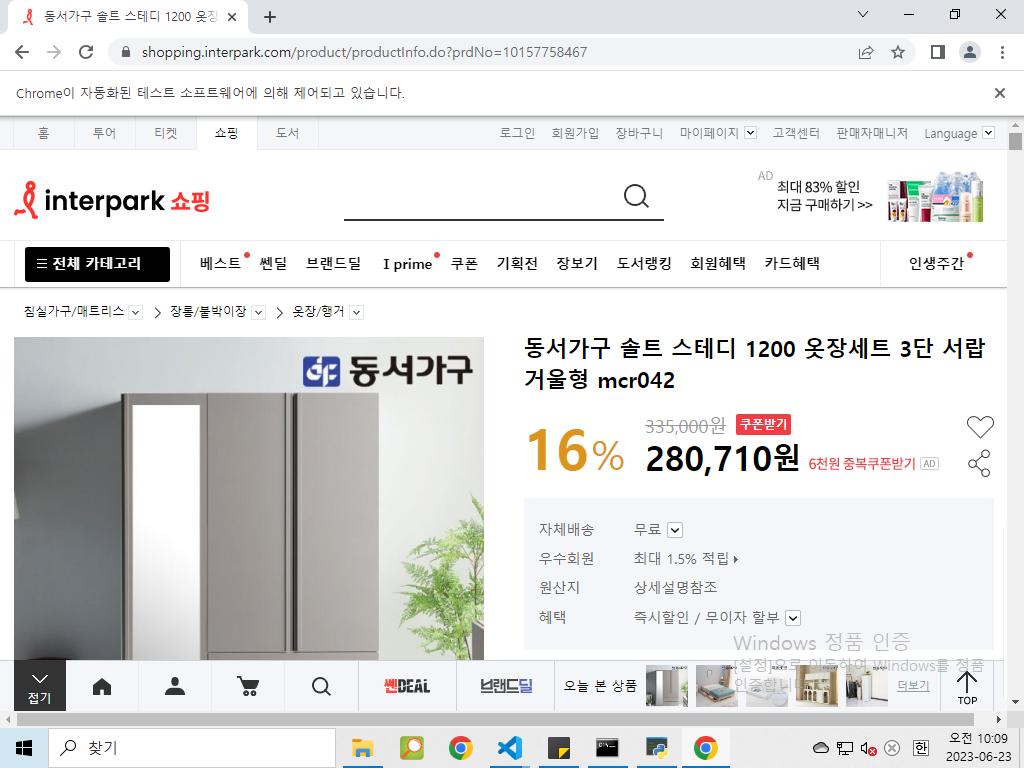 동서가구 솔트 스테디 1200 옷장
shopping.interpark.com/product/productInfo.do?prdNo=10157758467
Chrome이 자동화된 테스트 소프트웨어에 의해 제어되고 있습니다.
홈 투어 티켓 쇼핑 도서 로그인 회원가입 장바구니 마이페이지 고객센터 판매자매니저 Language
interpark 쇼핑
AD
최대 83% 할인
지금 구매하기 >>
전체 카테고리 베스트 쎈딜 브랜드딜 I prime 쿠폰 기획전 장보기 도서랭킹 회원혜택 카드혜택 인생주간
침실가구/매트리스 장롱/붙박이장 옷장/행거
동서가구
동서가구 솔트 스테디 1200 옷장세트 3단 서랍
거울형 mcr042
16%
335,000원 쿠폰받기
280,710원 6천원 중복쿠폰받기 AD
자체배송 무료
우수회원 최대 1.5% 적립
원산지 상세설명참조
혜택 즉시할인 / 무이자 할부
Windows 정품 인증
[설정]으로 이동하여 Windows를 정품
인증합니
접기
쎈DEAL
브랜드딜
오늘 본 상품
더보기
TOP
찾기
한
오전 10:09
2023-06-23